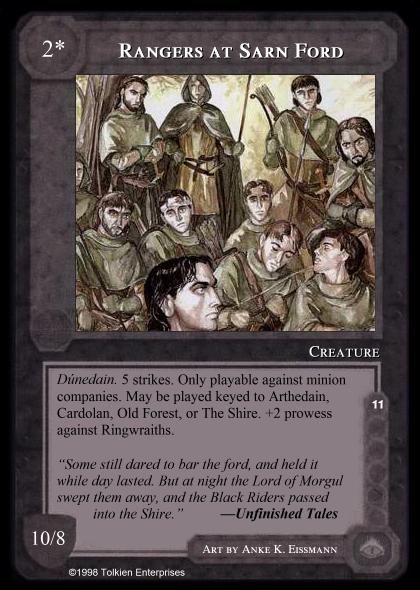 2*
Rangers at Sarn Ford
Creature
Dúnedain. 5 strikes. Only playable against minion
companies. May be played keyed to Arthedain,
Cardolan, Old Forest, or The Shire. +2 prowess
against Ringwraiths.
11
“Some still dared to bar the ford, and held it
while day lasted. But at night the Lord of Morgul
swept them away, and the Black Riders passed
into the Shire.” —Unfinished Tales
10/8
Art by Anke K. Eissmann
©1998 Tolkien Enterprises